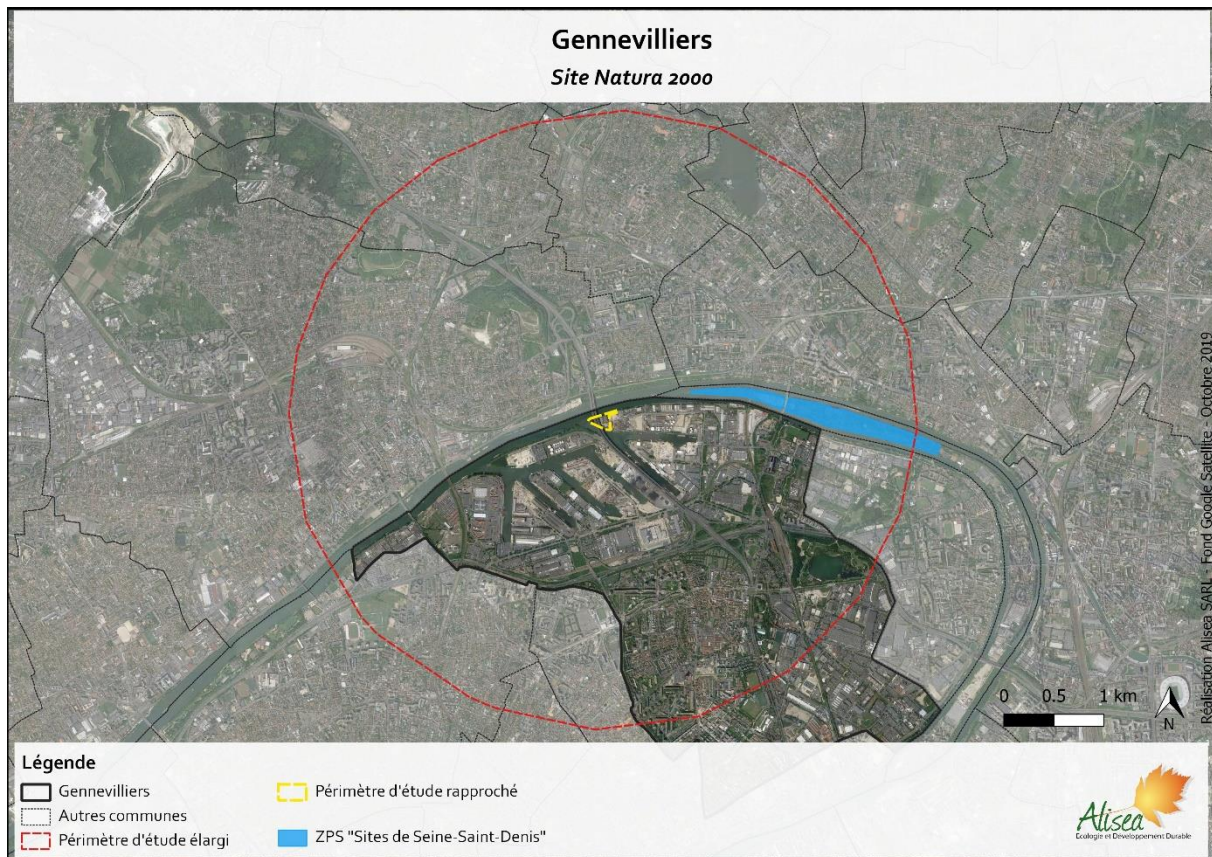 Gennevilliers
Site Natura 2000
Réalisation Alisea SARL - Fond Google Satellite - Octobre 2019
0 0.5 1 km
N
Légende
Gennevilliers
Autres communes
Périmètre d'étude élargi
Périmètre d'étude rapproché
ZPS "Sites de Seine-Saint-Denis"
Alisea
Ecologie et Développement Durable